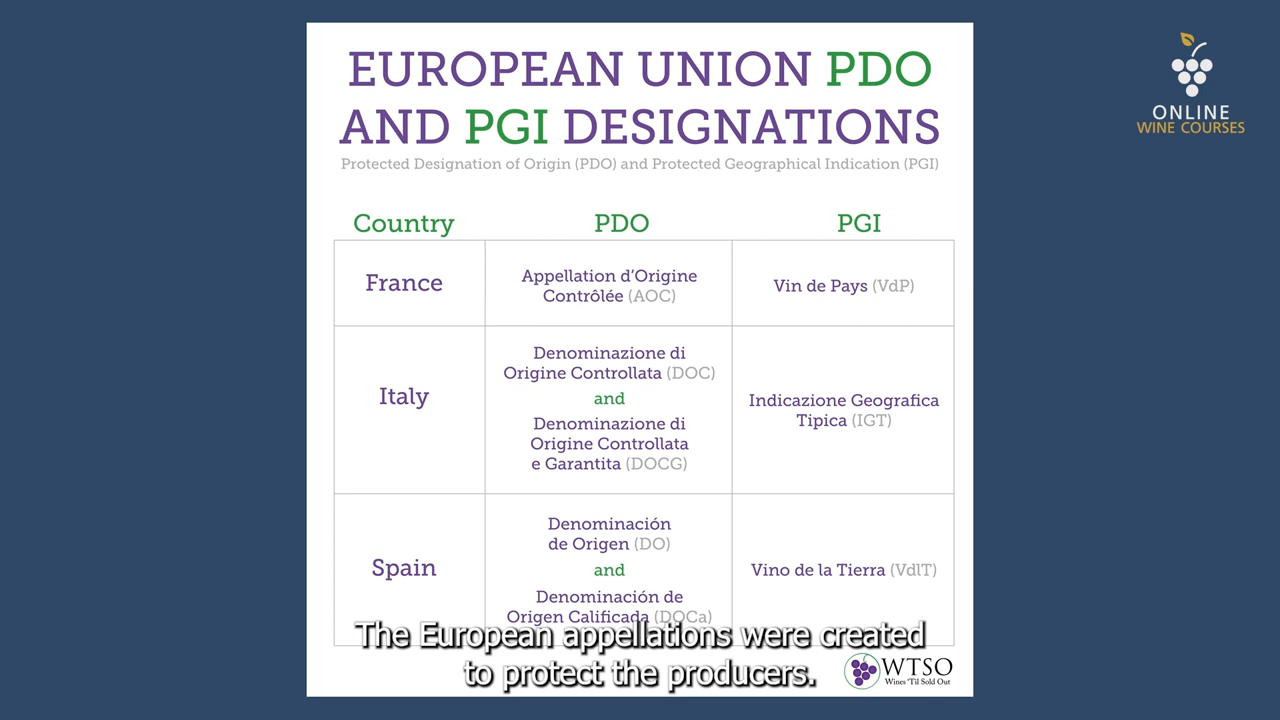 EUROPEAN UNION PDO
AND PGI DESIGNATIONS
Protected Designation of Origin (PDO) and Protected Geographical Indication (PGI)
ONLINE
WINE COURSES
Country PDO PGI
France
Appellation d'Origine
Contrôlée (AOC)
Vin de Pays (VdP)
Italy
Denominazione di
Origine Controllata (DOC)
and
Denominazione di
Origine Controllata
e Garantita (DOCG)
Indicazione Geografica
Tipica (IGT)
Spain
Denominación
de Origen (DO)
and
Denominación de
Origen Calificada (DOCa)
Vino de la Tierra (VdlT)
The European appellations were created
to protect the producers.
WTSO
Wines 'Til Sold Out